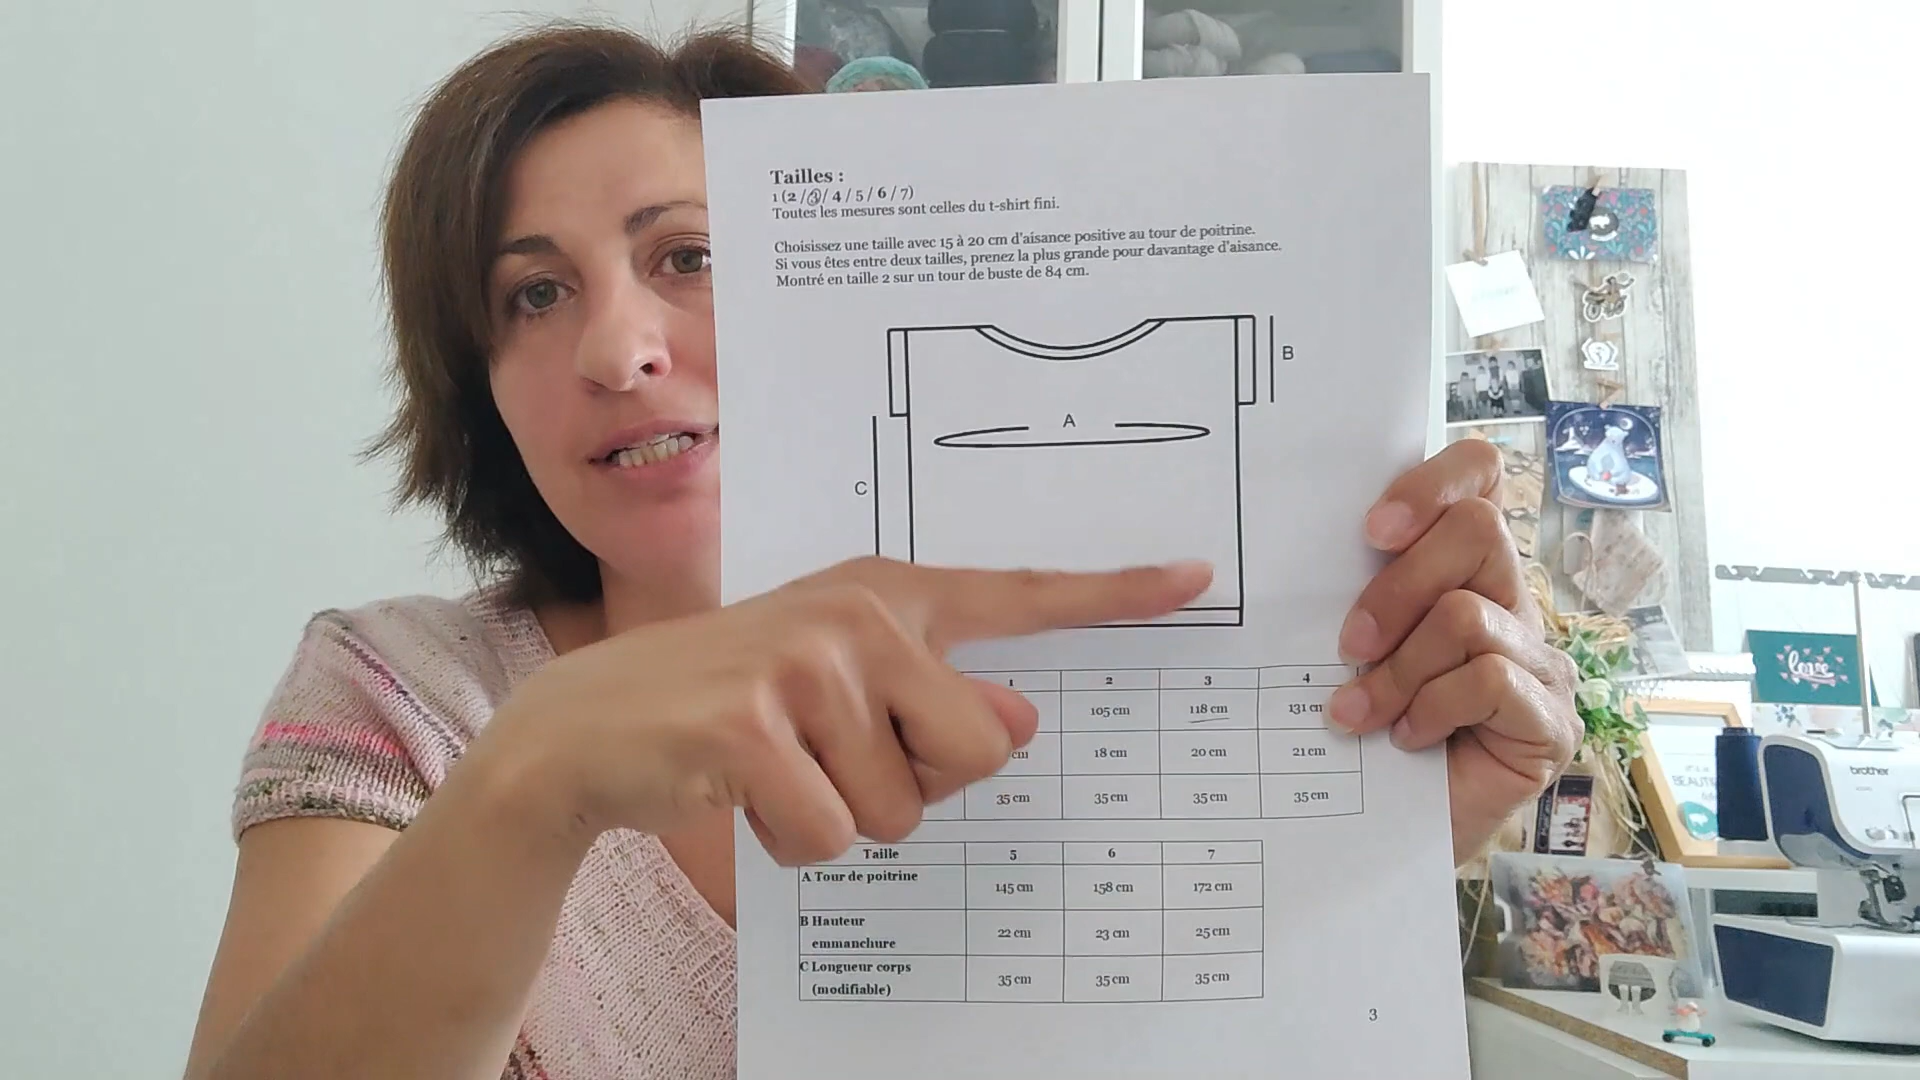 Tailles :
1 (2 / 3 / 4 / 5 / 6 / 7)
Toutes les mesures sont celles du t-shirt fini.
Choisissez une taille avec 15 à 20 cm d'aisance positive au tour de poitrine.
Si vous êtes entre deux tailles, prenez la plus grande pour davantage d'aisance.
Montré en taille 2 sur un tour de buste de 84 cm.
B
A
C
1 2 3 4
105 cm 118 cm 131 cm
cm 18 cm 20 cm 21 cm
35 cm 35 cm 35 cm 35 cm
Taille 5 6 7
A Tour de poitrine 145 cm 158 cm 172 cm
B Hauteur emmanchure 22 cm 23 cm 25 cm
C Longueur corps (modifiable) 35 cm 35 cm 35 cm
3
love
brother